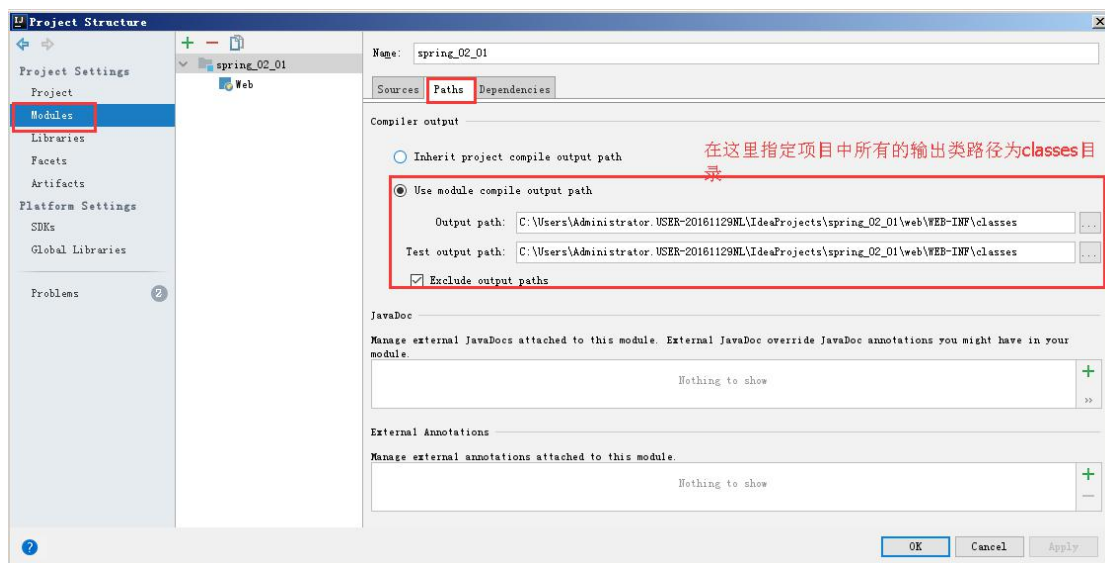 Project Structure
Project Settings
Project
Modules
Libraries
Facets
Artifacts
Platform Settings
SDKs
Global Libraries
Problems
2
spring_02_01
Web
Name: spring_02_01
Sources Paths Dependencies
Compiler output
Inherit project compile output path
在这里指定项目中所有的输出类路径为classes目
录
Use module compile output path
Output path: C:\Users\Administrator.USER-20161129NL\IdeaProjects\spring_02_01\web\WEB-INF\classes ...
Test output path: C:\Users\Administrator.USER-20161129NL\IdeaProjects\spring_02_01\web\WEB-INF\classes ...
Exclude output paths
JavaDoc
Manage external JavaDocs attached to this module. External JavaDoc override JavaDoc annotations you might have in your
module.
Nothing to show
External Annotations
Manage external annotations attached to this module.
Nothing to show
OK Cancel Apply